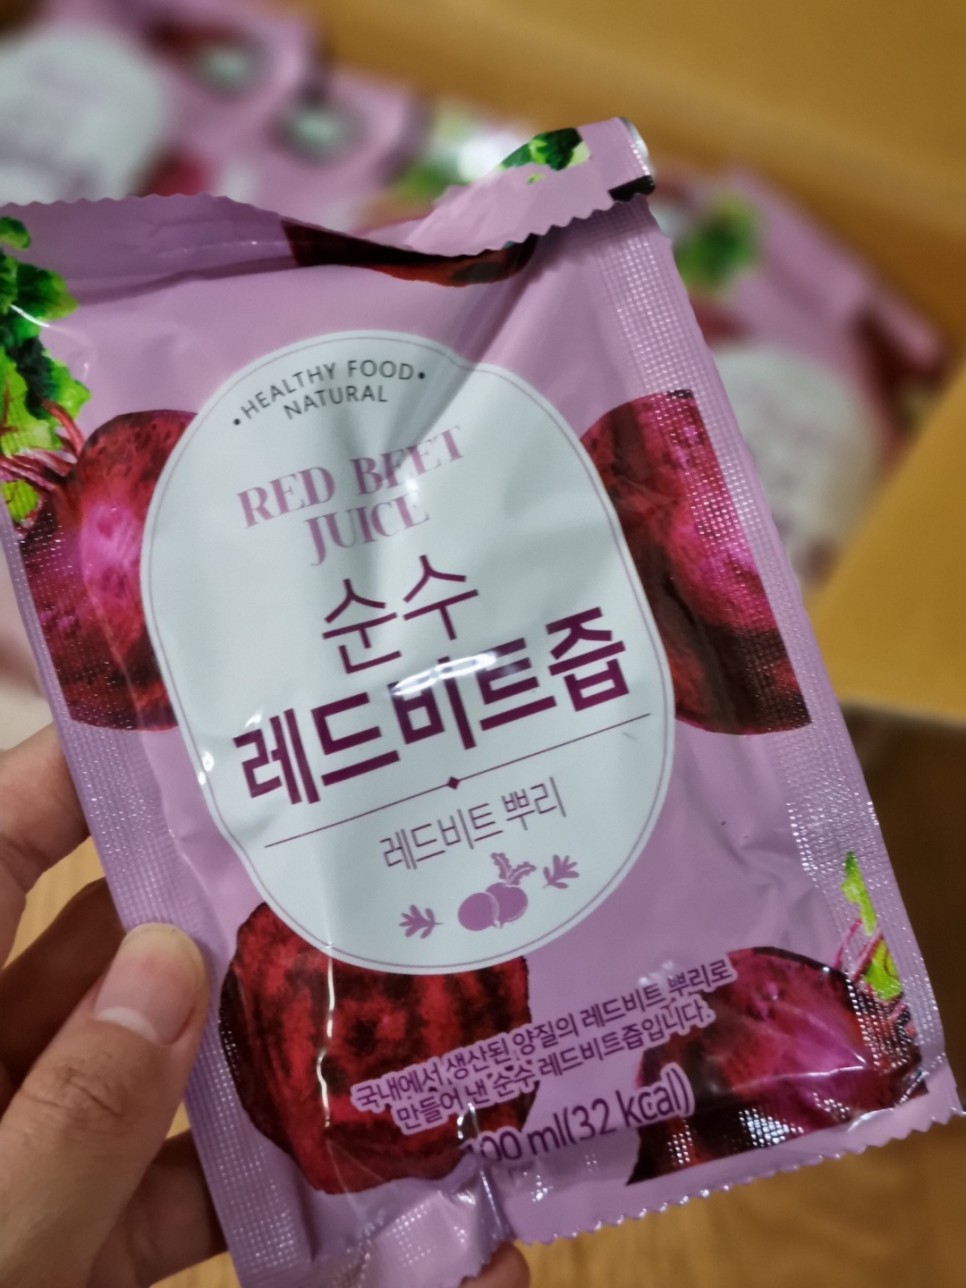 •HEALTHY FOOD•
NATURAL
RED BEET
JUICE
순수
레드비트즙
레드비트 뿌리
국내에서 생산된 양질의 레드비트 뿌리로
만들어 낸 순수 레드비트즙입니다.
100 ml(32 kcal)